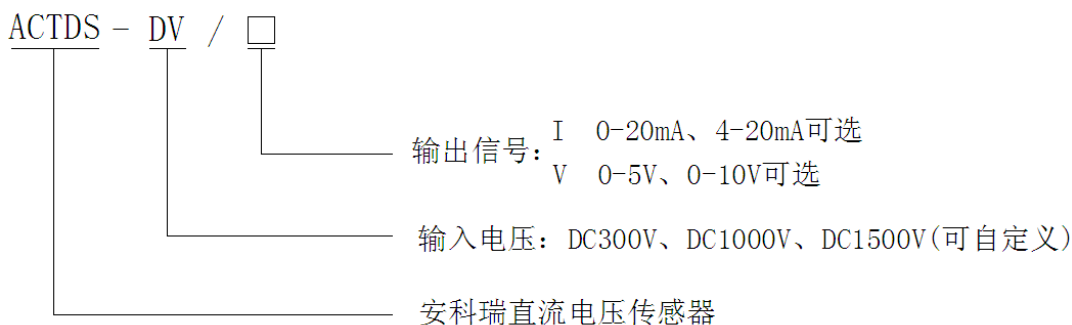 ACTDS - DV / □
输出信号: I 0-20mA、4-20mA可选
V 0-5V、0-10V可选
输入电压: DC300V、DC1000V、DC1500V(可自定义)
安科瑞直流电压传感器